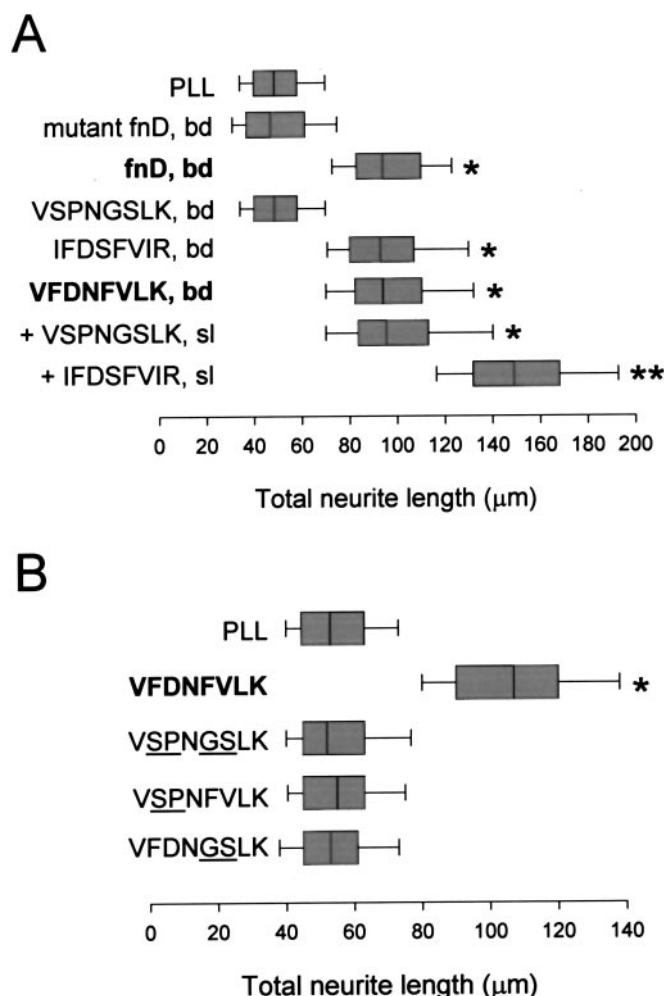 A
PLL
mutant fnD, bd
fnD, bd *
VSPNGSLK, bd
IFDSFVIR, bd *
VFDNFVLK, bd *
+ VSPNGSLK, sl *
+ IFDSFVIR, sl **
0 20 40 60 80 100 120 140 160 180 200
Total neurite length (μm)
B
PLL
VFDNFVLK *
VSPNGSLK
VSPNFVLK
VFDNGSLK
0 20 40 60 80 100 120 140
Total neurite length (μm)